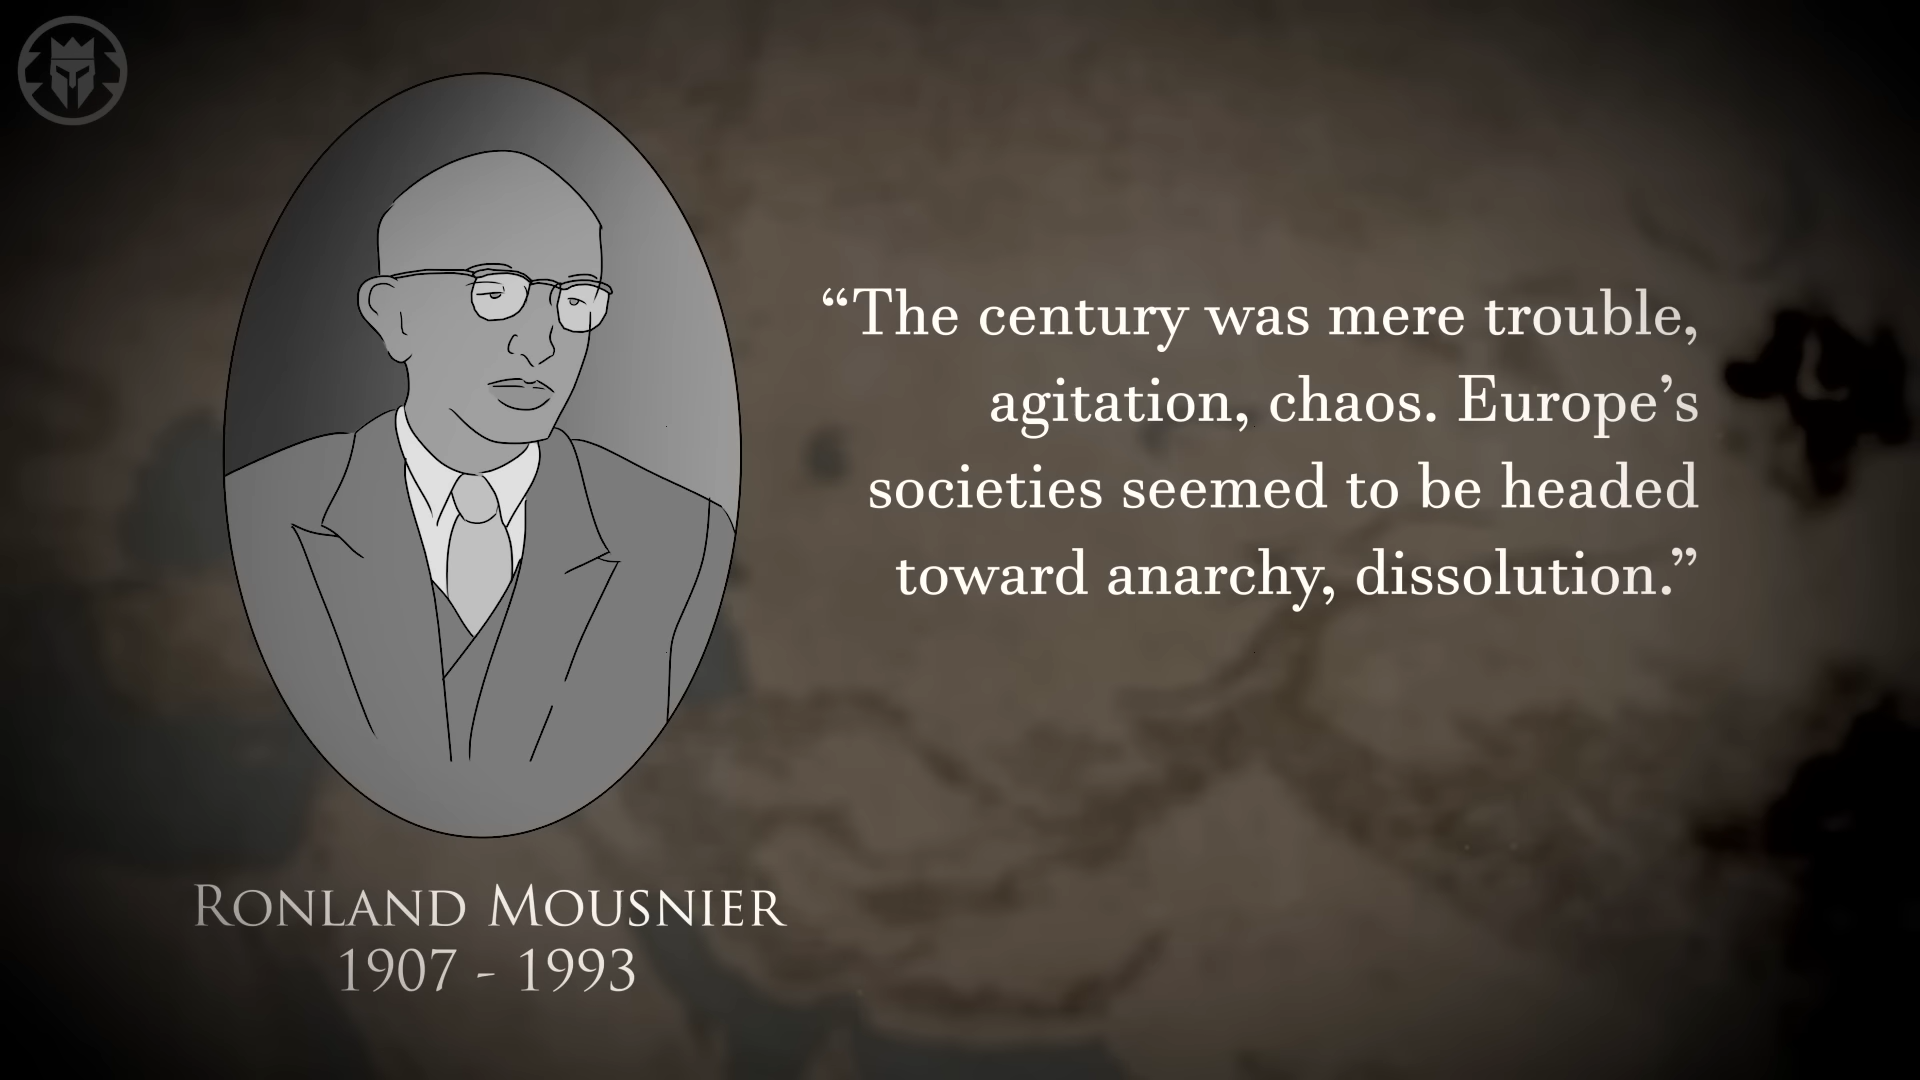 “The century was mere trouble,
agitation, chaos. Europe’s
societies seemed to be headed
toward anarchy, dissolution.”
Ronland Mousnier
1907 - 1993